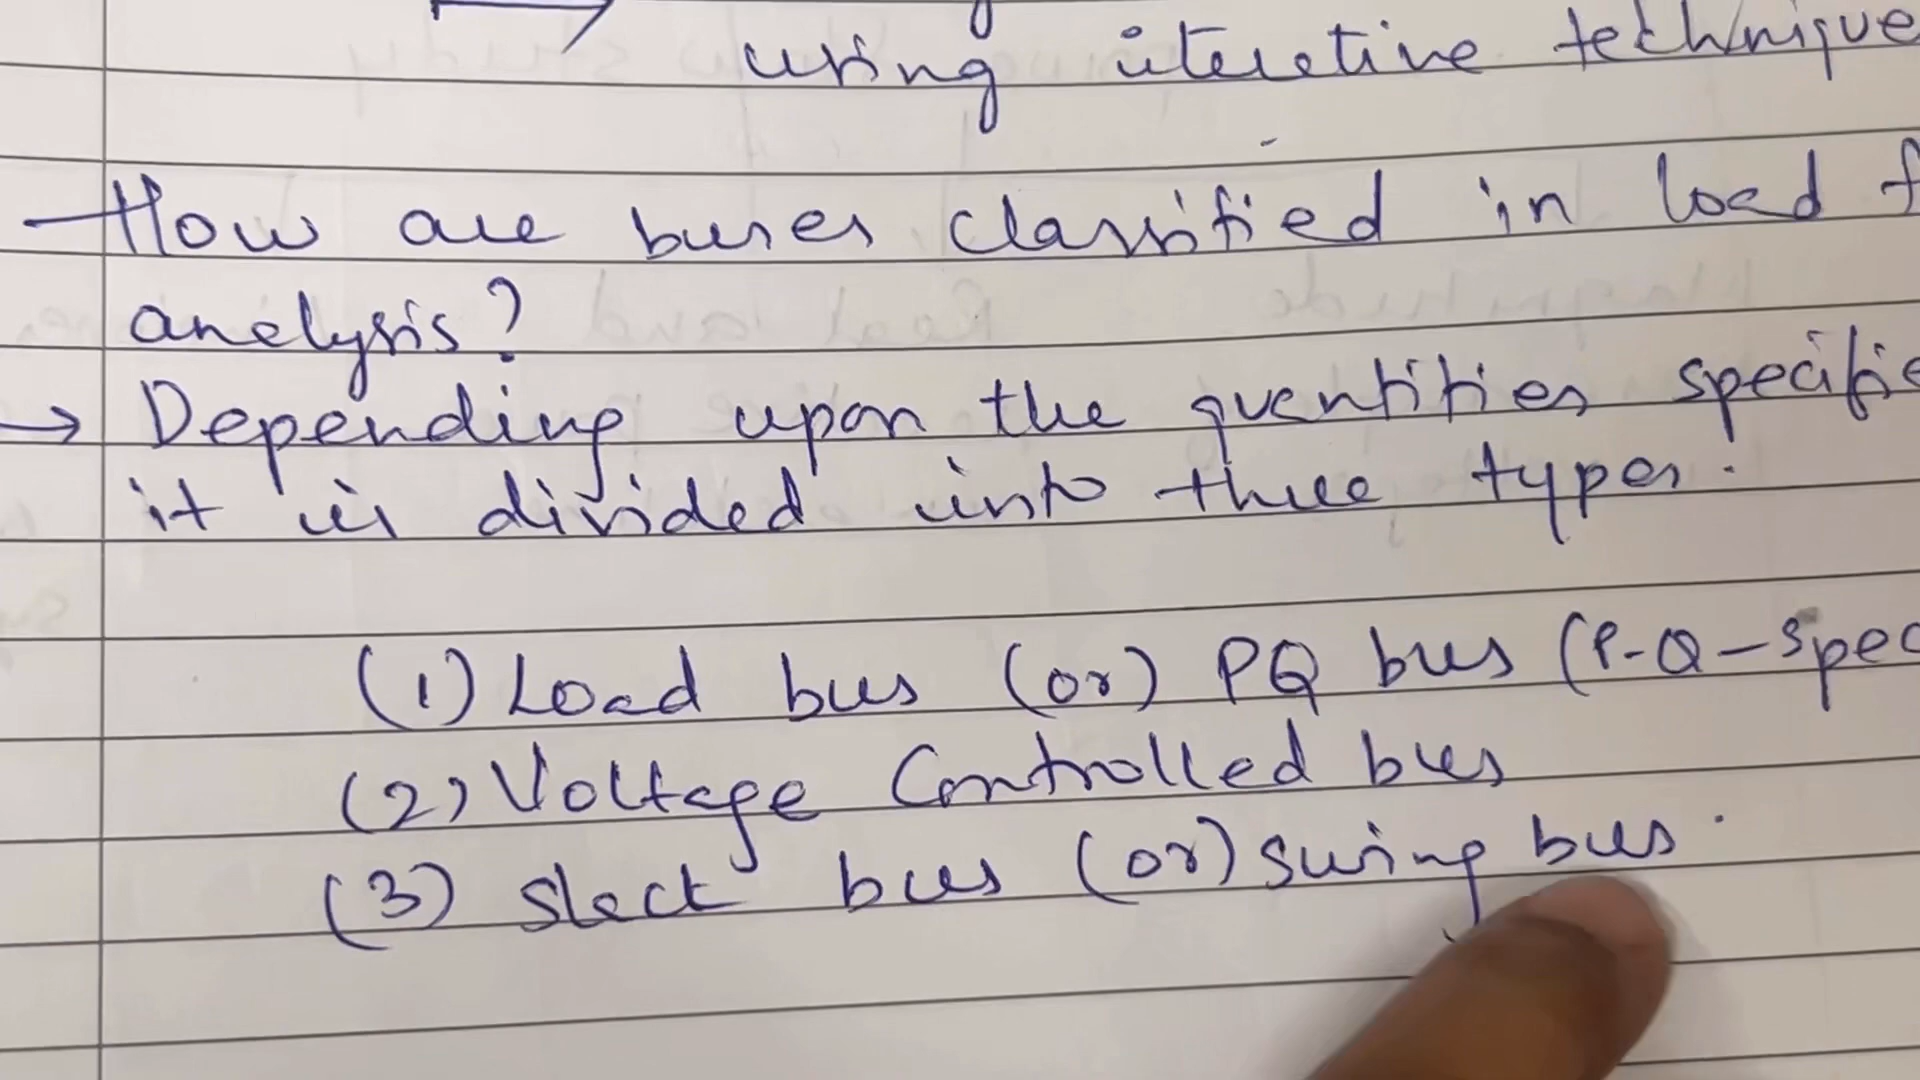 using iterative technique
How are buses classified in load f
analysis?
Depending upon the quantities specifie
it is divided into three types.
(1) Load bus (or) PQ bus (P-Q-spec
(2) Voltage Controlled bus
(3) slack bus (or) swing bus.